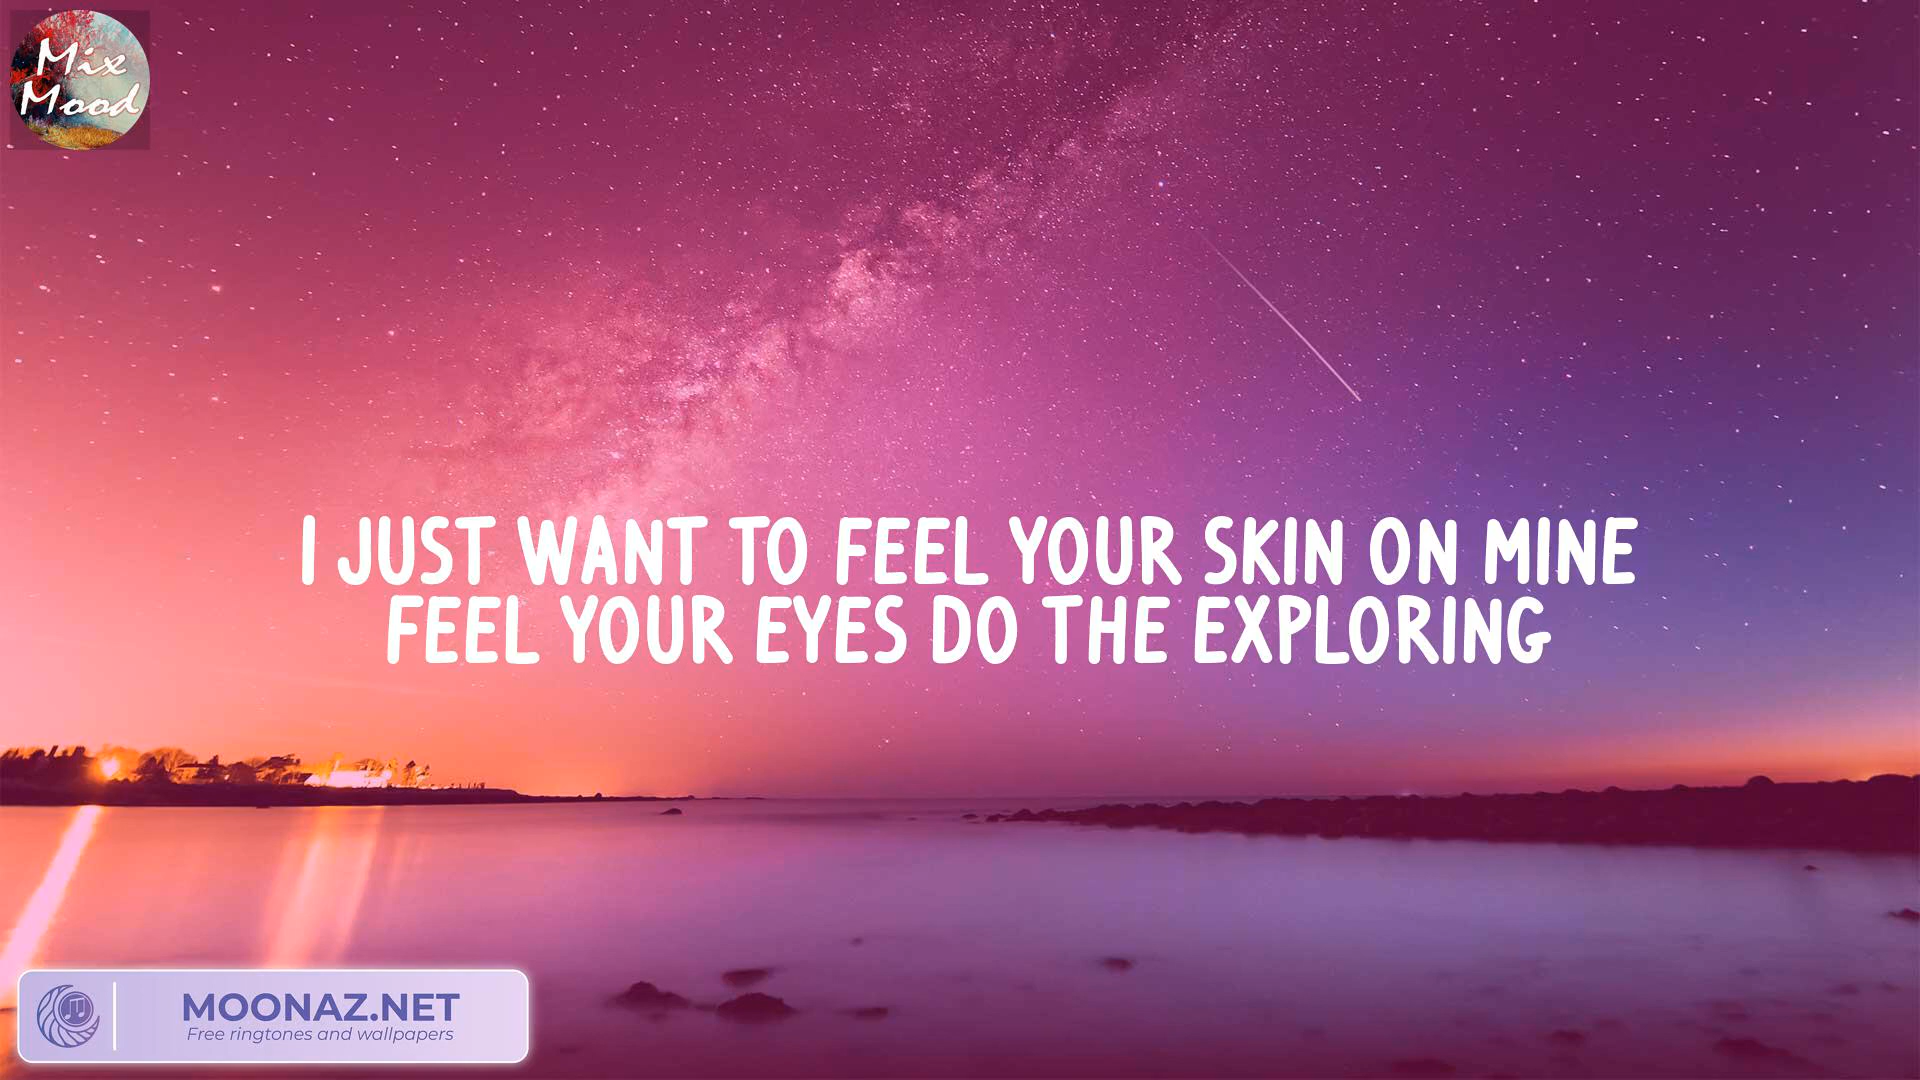 Mix
Mood
I JUST WANT TO FEEL YOUR SKIN ON MINE
FEEL YOUR EYES DO THE EXPLORING
MOONAZ.NET
Free ringtones and wallpapers